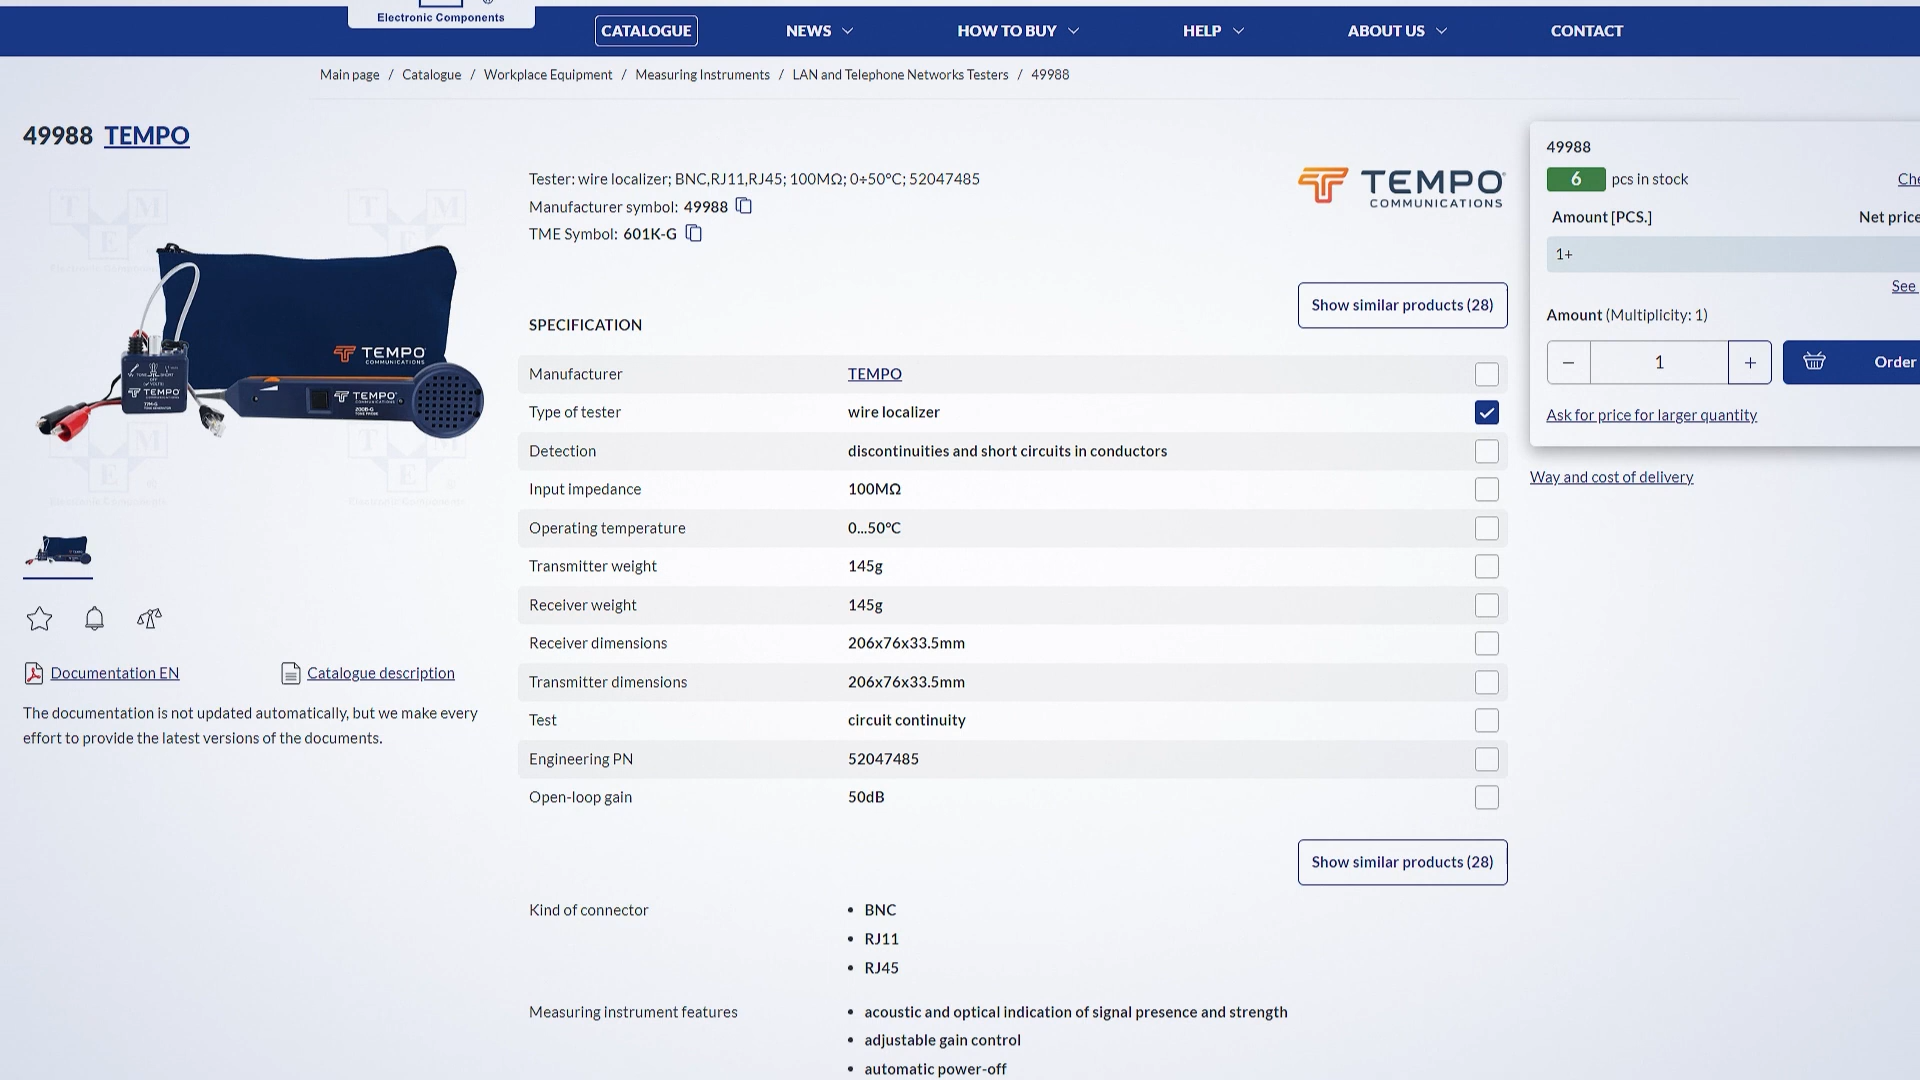 Electronic Components
CATALOGUE
NEWS
HOW TO BUY
HELP
ABOUT US
CONTACT
Main page / Catalogue / Workplace Equipment / Measuring Instruments / LAN and Telephone Networks Testers / 49988
49988 TEMPO
Tester: wire localizer; BNC,RJ11,RJ45; 100MΩ; 0÷50°C; 52047485
Manufacturer symbol: 49988
TME Symbol: 601K-G
TEMPO
COMMUNICATIONS
Show similar products (28)
SPECIFICATION
Manufacturer TEMPO
Type of tester wire localizer
Detection discontinuities and short circuits in conductors
Input impedance 100MΩ
Operating temperature 0...50°C
Transmitter weight 145g
Receiver weight 145g
Receiver dimensions 206x76x33.5mm
Transmitter dimensions 206x76x33.5mm
Test circuit continuity
Engineering PN 52047485
Open-loop gain 50dB
Show similar products (28)
Kind of connector
• BNC
• RJ11
• RJ45
Measuring instrument features
• acoustic and optical indication of signal presence and strength
• adjustable gain control
• automatic power-off
T M
E
T M
E
TEMPO
COMMUNICATIONS
TEMPO
TEMPO
T M
E
Electronic Components
T M
E
Electronic Components
Documentation EN
Catalogue description
The documentation is not updated automatically, but we make every
effort to provide the latest versions of the documents.
49988
6 pcs in stock
Che
Amount [PCS.] Net price
1+
See
Amount (Multiplicity: 1)
− 1 +
Order
Ask for price for larger quantity
Way and cost of delivery